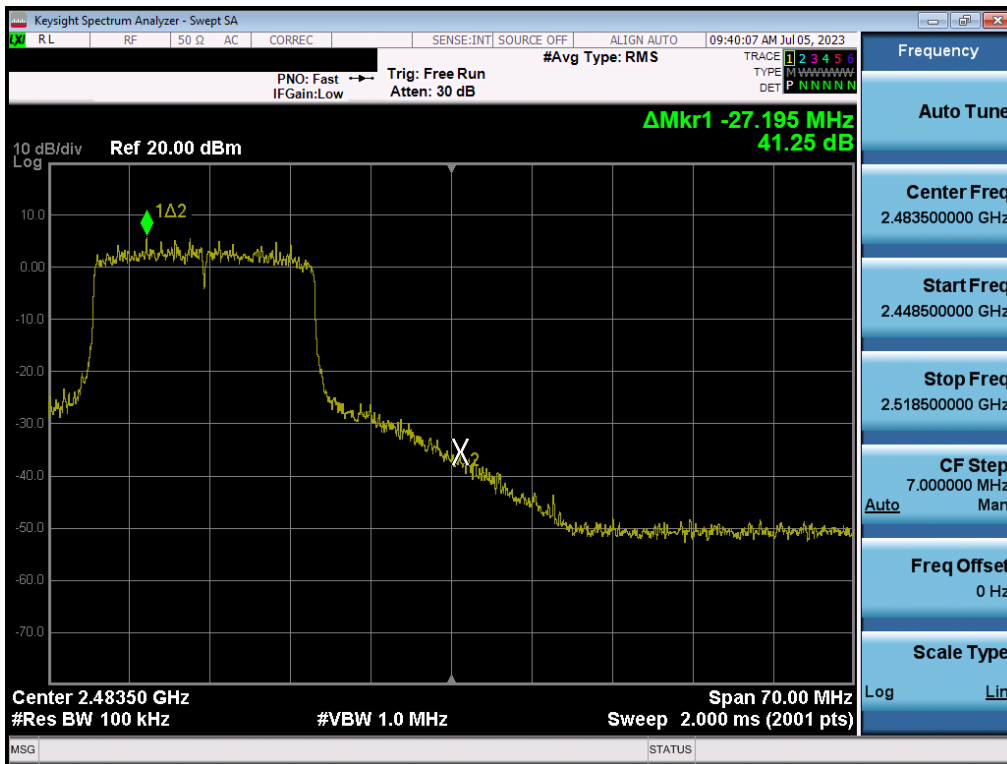 Keysight Spectrum Analyzer - Swept SA
LXI RL RF 50 Ω AC CORREC SENSE:INT SOURCE OFF ALIGN AUTO 09:40:07 AM Jul 05, 2023
#Avg Type: RMS
TRACE 1 2 3 4 5 6
PNO: Fast Trig: Free Run
TYPE M WWWWW
IFGain:Low Atten: 30 dB
DET P N N N N N
ΔMkr1 -27.195 MHz
41.25 dB
10 dB/div Ref 20.00 dBm
Log
1Δ2
10.0
0.00
-10.0
-20.0
-30.0
X2
-40.0
-50.0
-60.0
-70.0
Center 2.48350 GHz Span 70.00 MHz
#Res BW 100 kHz #VBW 1.0 MHz Sweep 2.000 ms (2001 pts)
MSG STATUS
Frequency
Auto Tune
Center Freq
2.483500000 GHz
Start Freq
2.448500000 GHz
Stop Freq
2.518500000 GHz
CF Step
7.000000 MHz
Auto Man
Freq Offset
0 Hz
Scale Type
Log Lin